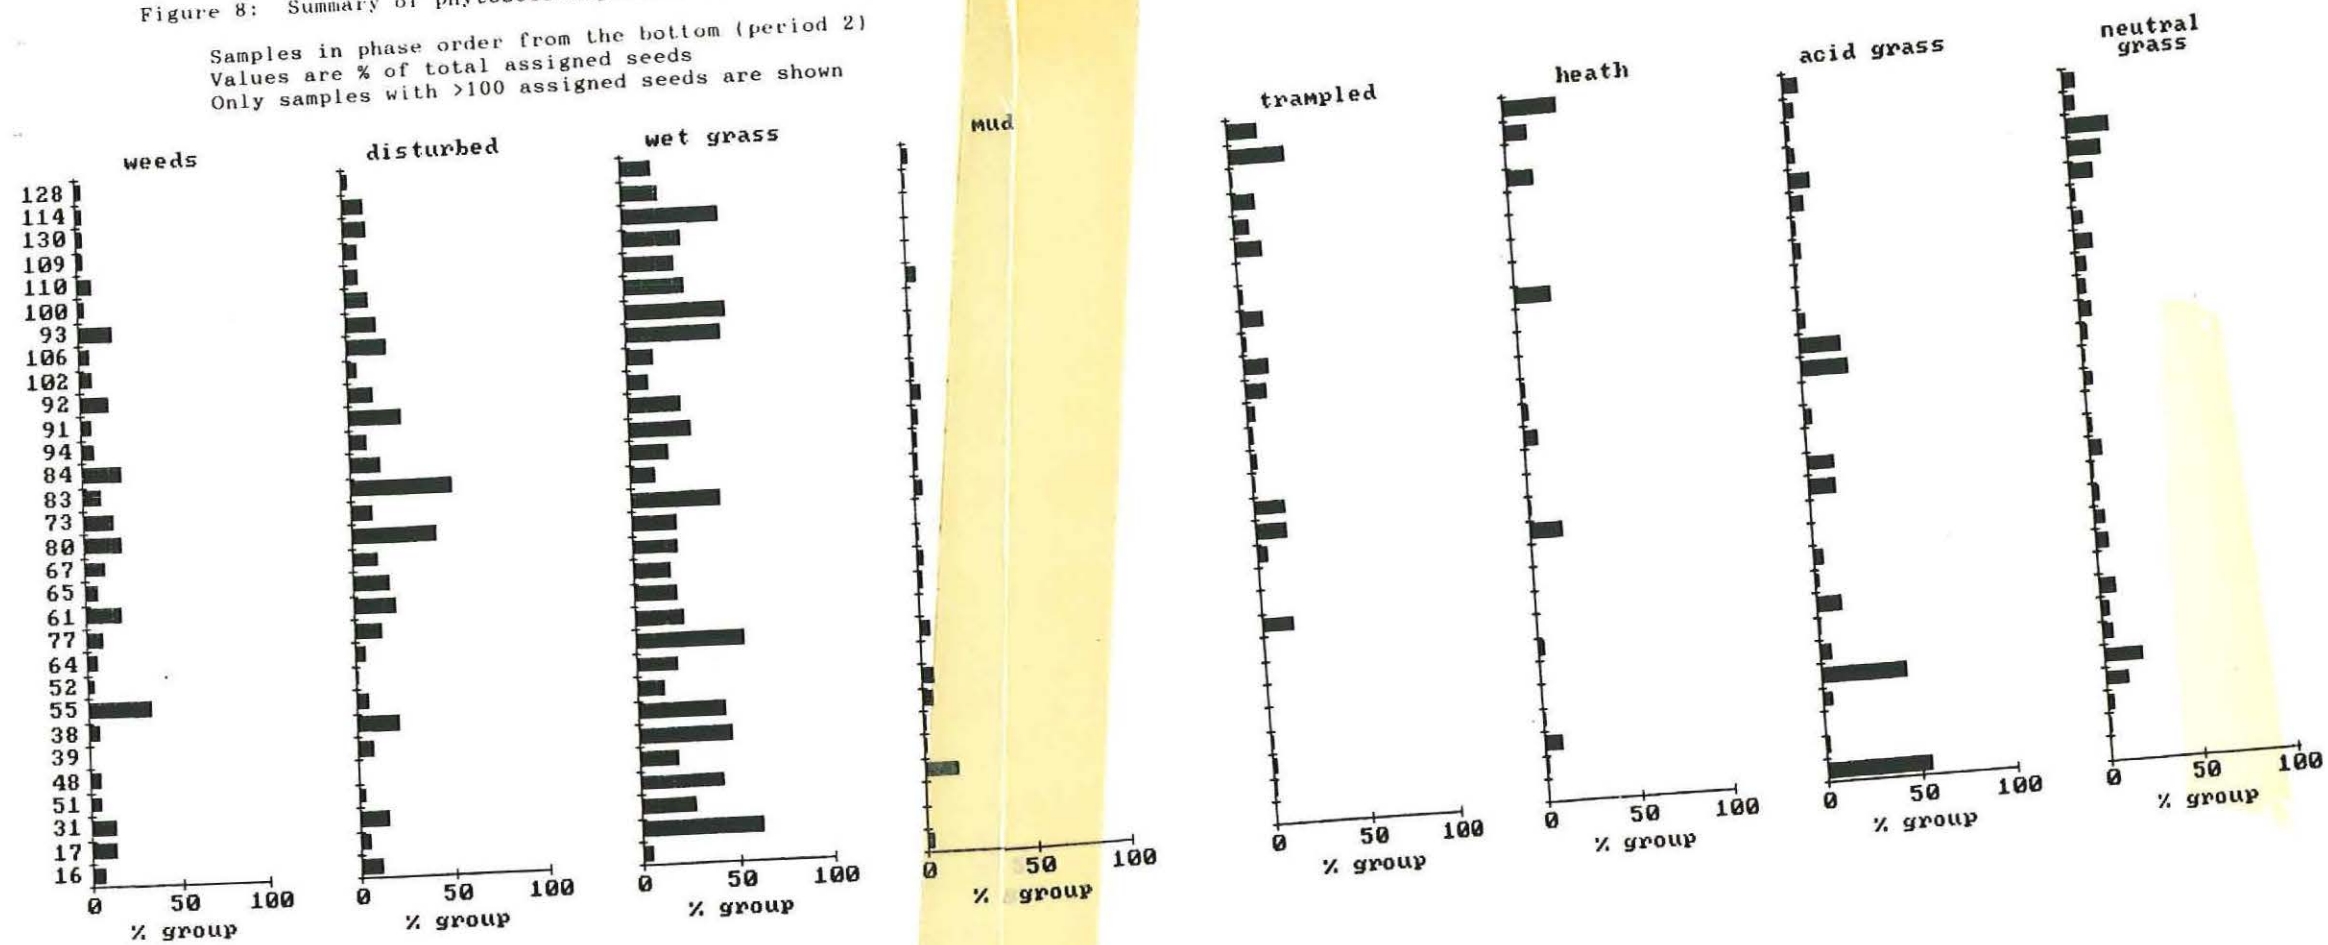 Figure 8: Summary of
Samples in phase order from the bottom (period 2)
Values are % of total assigned seeds
Only samples with >100 assigned seeds are shown
weeds
disturbed
wet grass
mud
trampled
heath
acid grass
neutral
grass
128
114
130
109
110
100
93
106
102
92
91
94
84
83
73
80
67
65
61
77
64
52
55
38
39
48
51
31
17
16
0 50 100
% group
0 50 100
% group
0 50 100
% group
0 50 100
% group
0 50 100
% group
0 50 100
% group
0 50 100
% group
0 50 100
% group